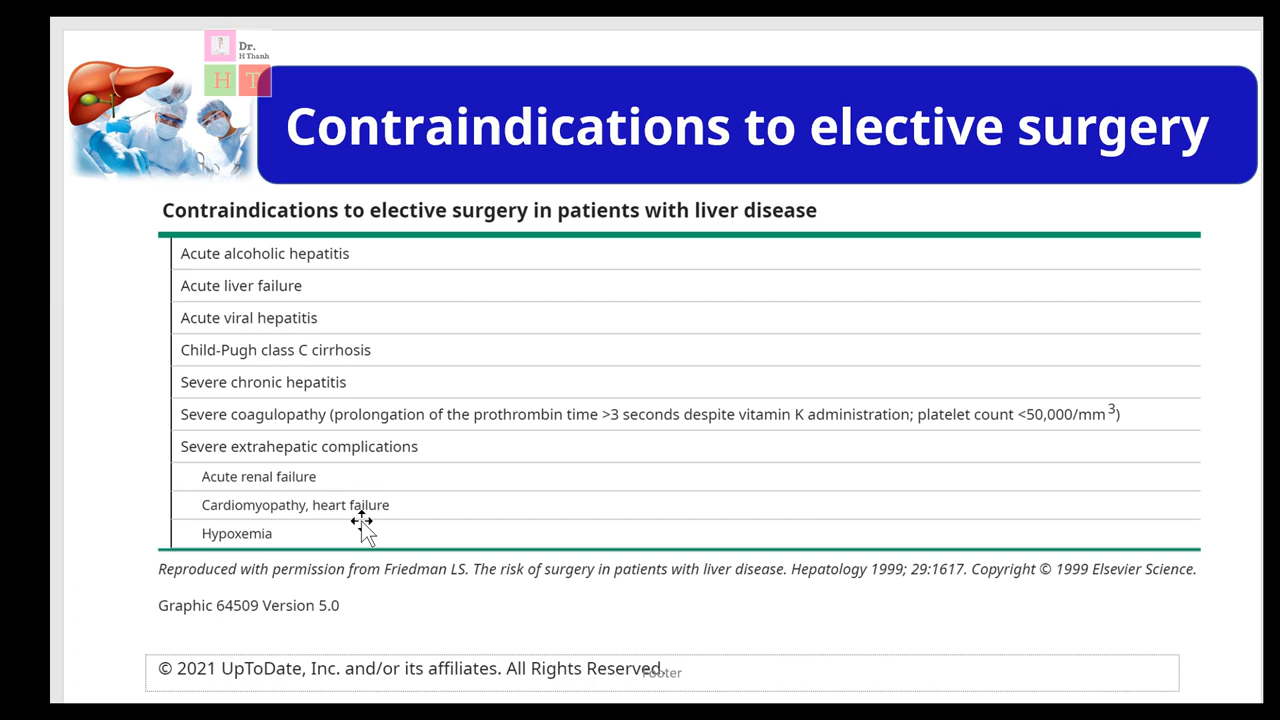 Dr.
H Thanh
H T
Contraindications to elective surgery
Contraindications to elective surgery in patients with liver disease
Acute alcoholic hepatitis
Acute liver failure
Acute viral hepatitis
Child-Pugh class C cirrhosis
Severe chronic hepatitis
Severe coagulopathy (prolongation of the prothrombin time >3 seconds despite vitamin K administration; platelet count <50,000/mm³)
Severe extrahepatic complications
Acute renal failure
Cardiomyopathy, heart failure
Hypoxemia
Reproduced with permission from Friedman LS. The risk of surgery in patients with liver disease. Hepatology 1999; 29:1617. Copyright © 1999 Elsevier Science.
Graphic 64509 Version 5.0
© 2021 UpToDate, Inc. and/or its affiliates. All Rights Reserved.
Footer